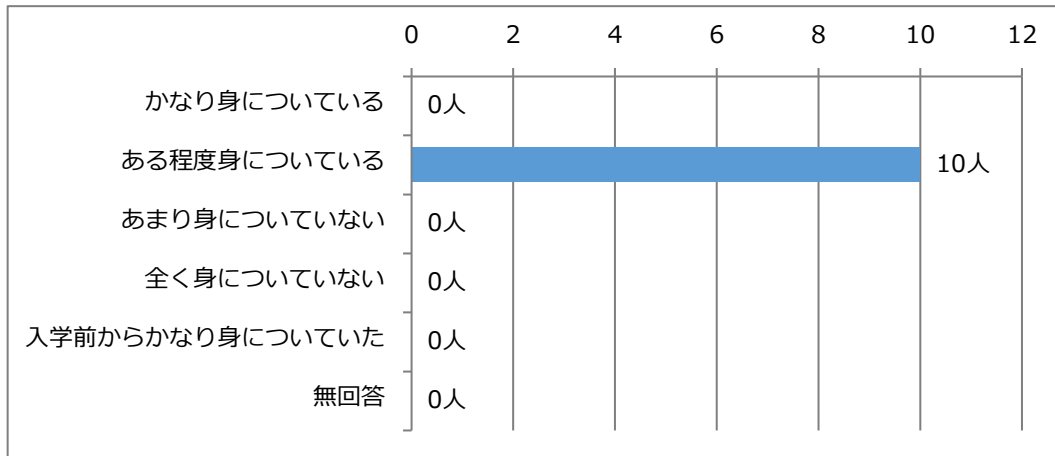 0 2 4 6 8 10 12
かなり身についている 0人
ある程度身についている 10人
あまり身についていない 0人
全く身についていない 0人
入学前からかなり身についていた 0人
無回答 0人